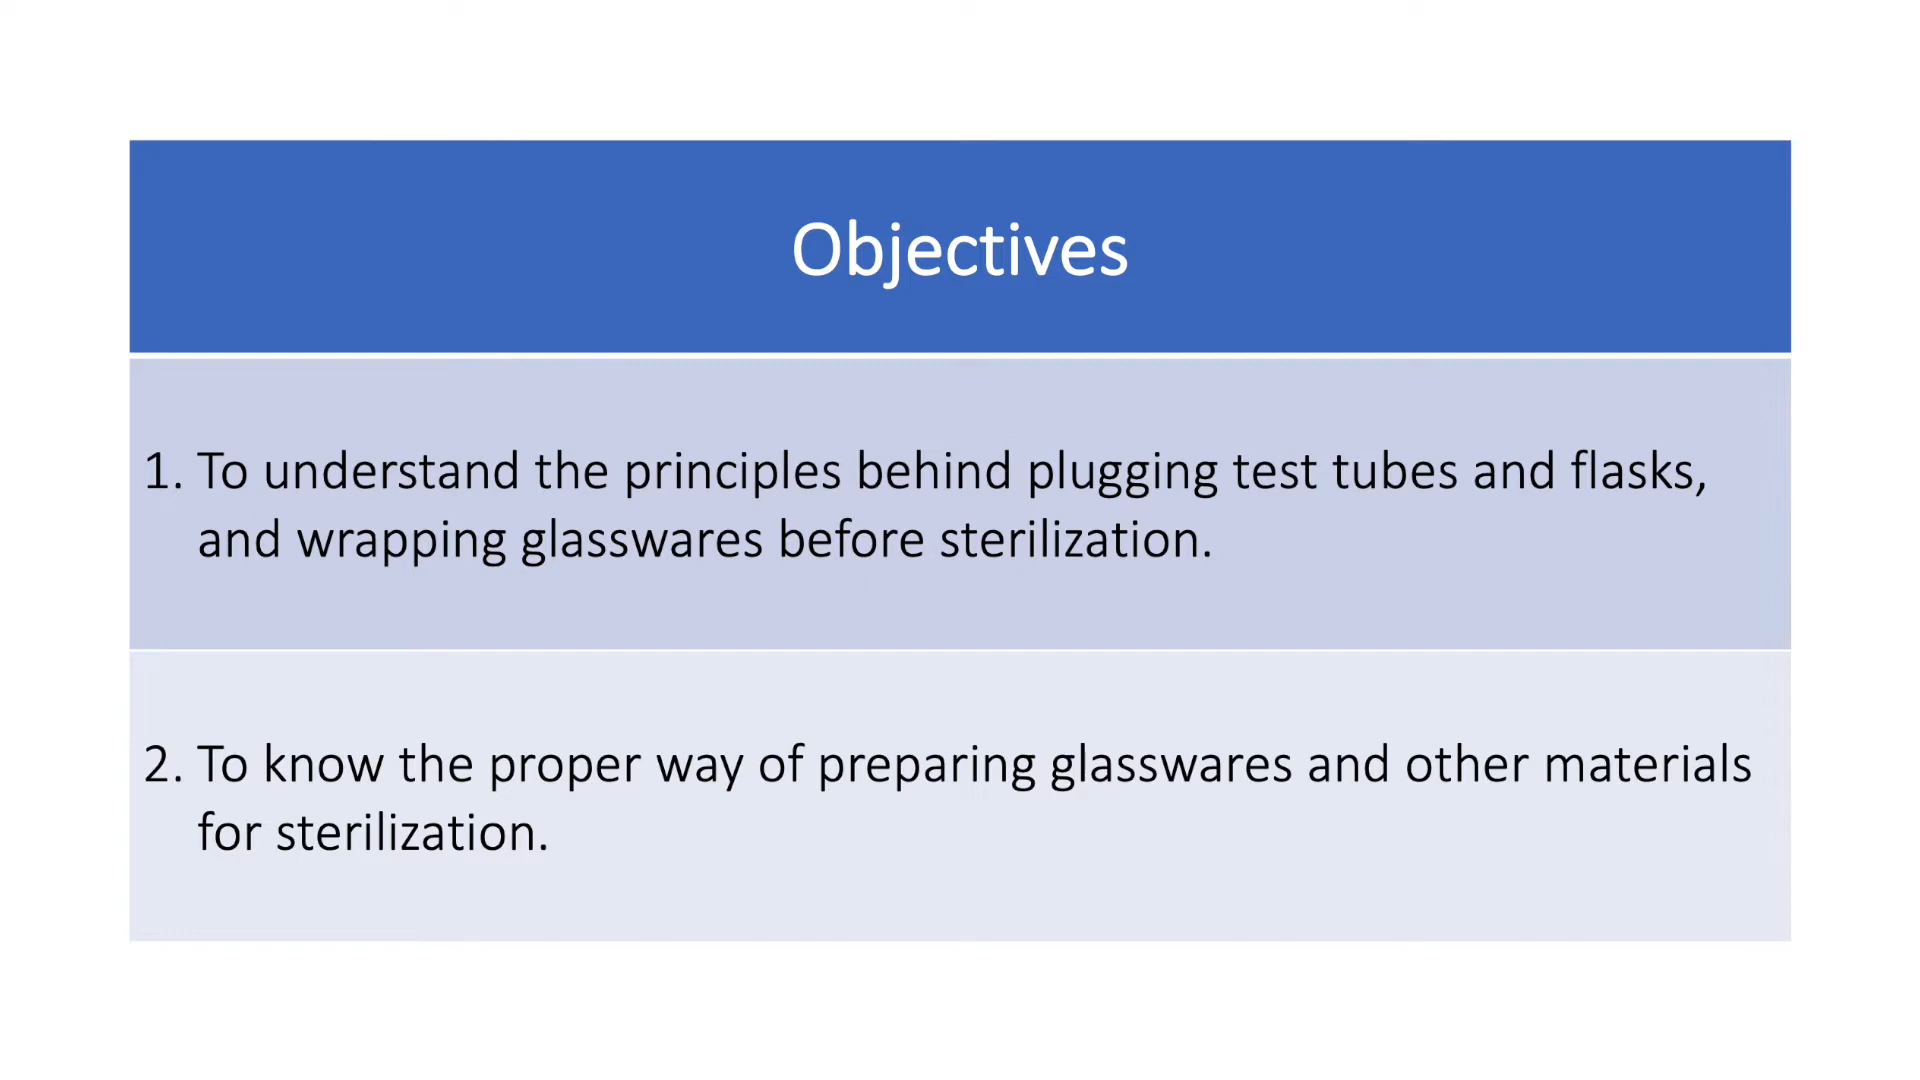 Objectives
1. To understand the principles behind plugging test tubes and flasks,
and wrapping glasswares before sterilization.
2. To know the proper way of preparing glasswares and other materials
for sterilization.